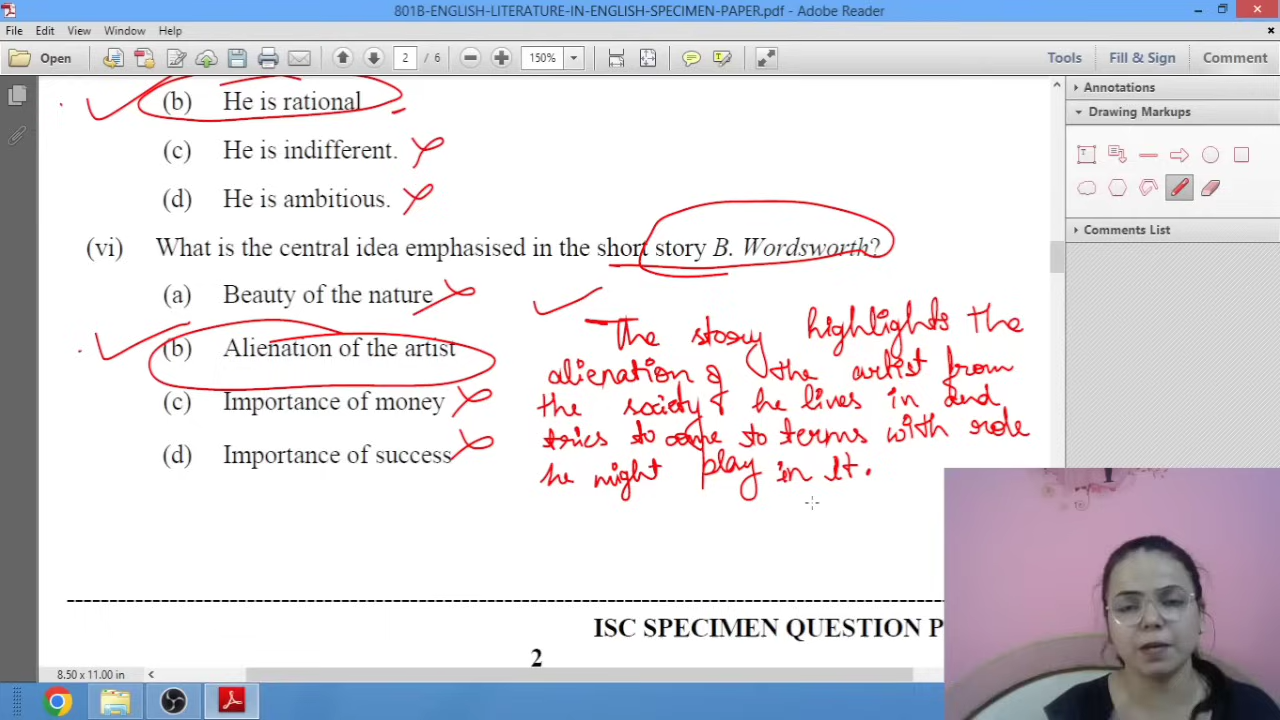 801B-ENGLISH-LITERATURE-IN-ENGLISH-SPECIMEN-PAPER.pdf - Adobe Reader
File Edit View Window Help
Open 2 / 6 150% Tools Fill & Sign Comment
Annotations
Drawing Markups
Comments List
(b) He is rational
(c) He is indifferent.
(d) He is ambitious.
(vi) What is the central idea emphasised in the short story B. Wordsworth?
(a) Beauty of the nature
(b) Alienation of the artist
(c) Importance of money
(d) Importance of success
The story highlights the
alienation of the artist from
the society he lives in and
tries to come to terms with role
he might play in it.
ISC SPECIMEN QUESTION P
2
8.50 x 11.00 in